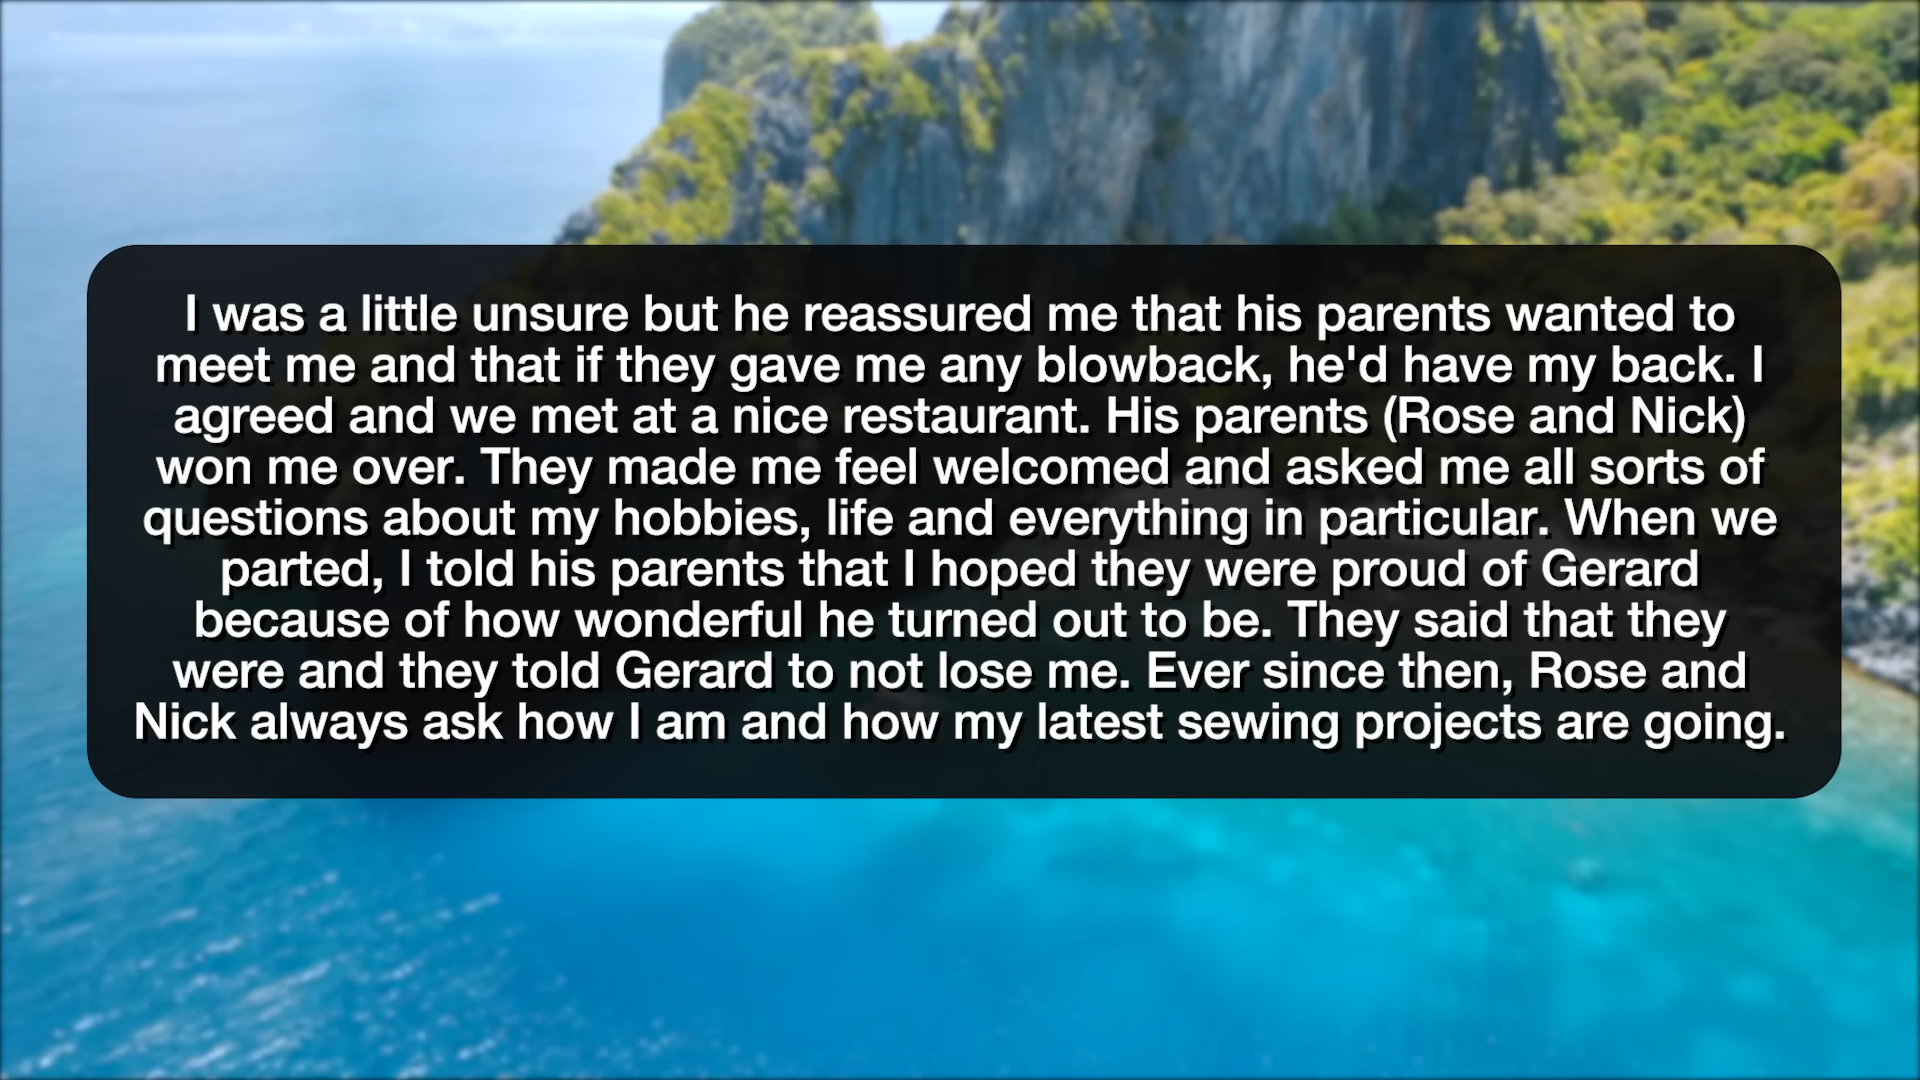 I was a little unsure but he reassured me that his parents wanted to
meet me and that if they gave me any blowback, he'd have my back. I
agreed and we met at a nice restaurant. His parents (Rose and Nick)
won me over. They made me feel welcomed and asked me all sorts of
questions about my hobbies, life and everything in particular. When we
parted, I told his parents that I hoped they were proud of Gerard
because of how wonderful he turned out to be. They said that they
were and they told Gerard to not lose me. Ever since then, Rose and
Nick always ask how I am and how my latest sewing projects are going.